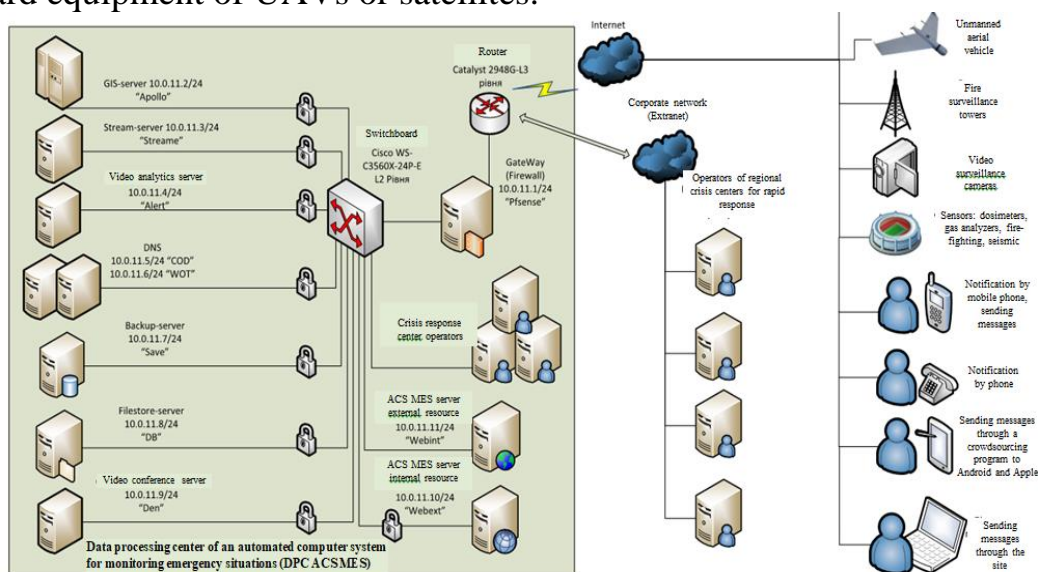 ard equipment of UAVs or satellites.
GIS-server 10.0.11.2/24
"Apollo"
Stream-server 10.0.11.3/24
"Streame"
Video analytics server
10.0.11.4/24
"Alert"
DNS
10.0.11.5/24 "COD"
10.0.11.6/24 "WOT"
Backup-server
10.0.11.7/24
"Save"
Filestore-server
10.0.11.8/24
"DB"
Video conference server
10.0.11.9/24
"Den"
Data processing center of an automated computer system
for monitoring emergency situations (DPC ACSMES)
Switchboard
Cisco WS-
C3560X-24P-E
L2 Рівня
Router
Catalyst 2948G-L3
рівня
GateWay
(Firewall)
10.0.11.1/24
"Pfsense"
Crisis response
center operators
ACS MES server
external resource
10.0.11.11/24
"Webint"
ACS MES server
internal resource
10.0.11.10/24
"Webext"
Internet
Corporate network
(Extranet)
Operators of regional
crisis centers for rapid
response
Unmanned
aerial
vehicle
Fire
surveillance
towers
Video
surveillance
cameras
Sensors: dosimeters,
gas analyzers, fire-
fighting, seismic
Notification by
mobile phone,
sending
messages
Notification
by phone
Sending messages
through a
crowdsourcing
program to
Android and Apple
Sending
messages
through the
site